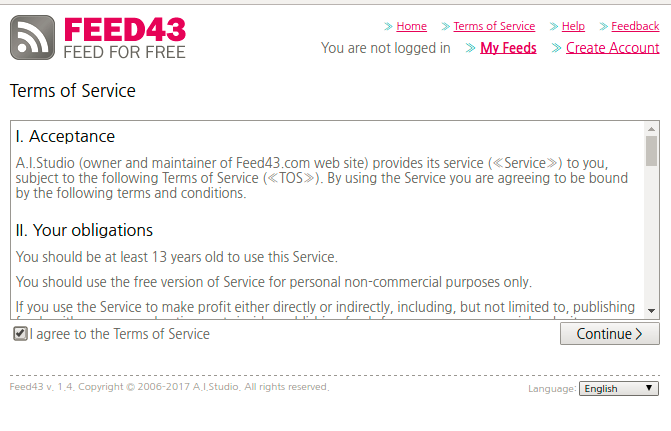 FEED43
FEED FOR FREE
≫ Home ≫ Terms of Service ≫ Help ≫ Feedback
You are not logged in ≫ My Feeds ≫ Create Account
Terms of Service
I. Acceptance
A.I.Studio (owner and maintainer of Feed43.com web site) provides its service (≪Service≫) to you,
subject to the following Terms of Service (≪TOS≫). By using the Service you are agreeing to be bound
by the following terms and conditions.
II. Your obligations
You should be at least 13 years old to use this Service.
You should use the free version of Service for personal non-commercial purposes only.
If you use the Service to make profit either directly or indirectly, including, but not limited to, publishing
I agree to the Terms of Service
Continue >
Feed43 v. 1.4. Copyright © 2006-2017 A.I.Studio. All rights reserved.
Language: English